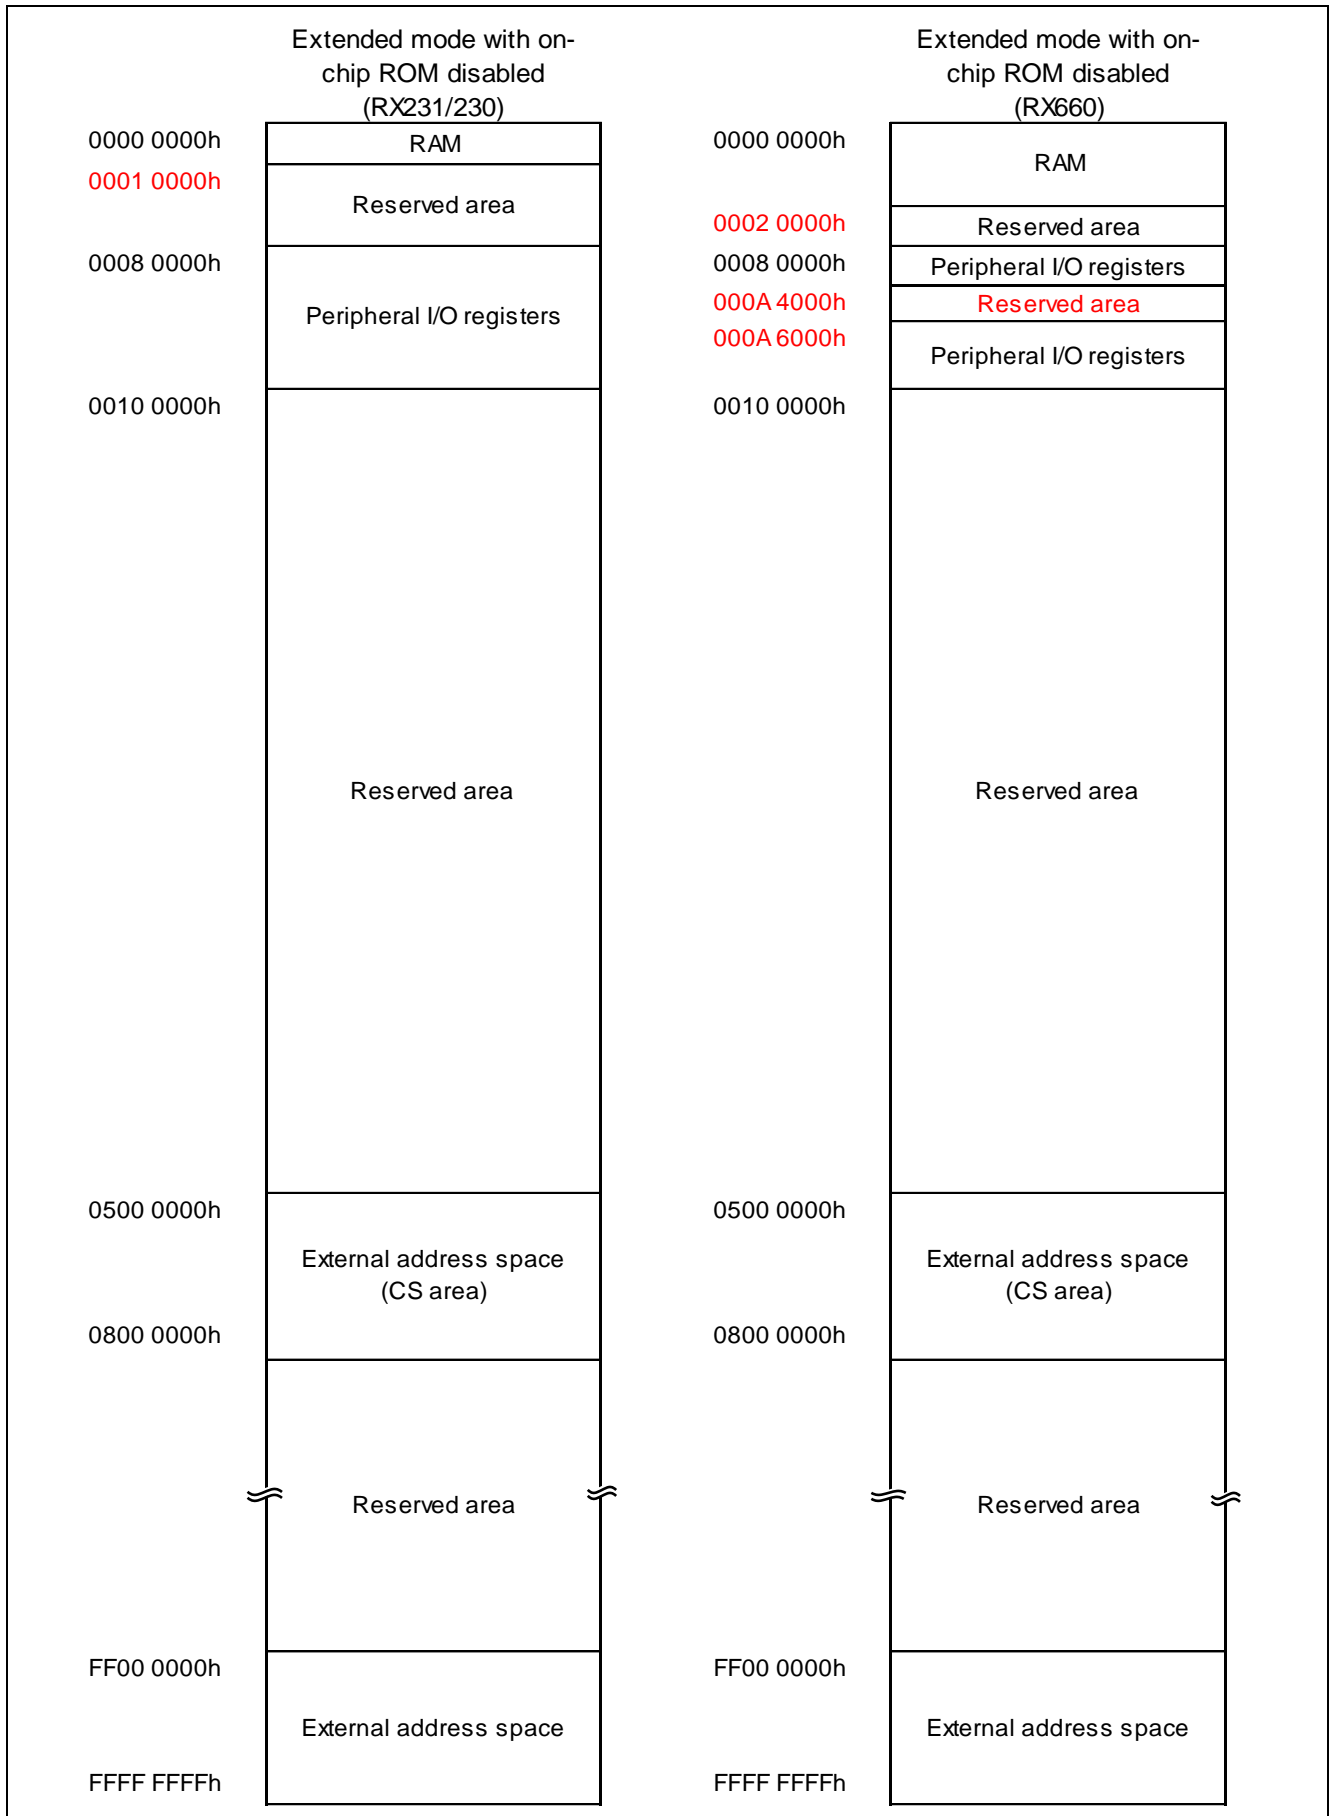 Extended mode with on-
chip ROM disabled
(RX231/230)
0000 0000h
RAM
0001 0000h
Reserved area
0008 0000h
Peripheral I/O registers
0010 0000h
Reserved area
0500 0000h
External address space
(CS area)
0800 0000h
Reserved area
FF00 0000h
External address space
FFFF FFFFh
Extended mode with on-
chip ROM disabled
(RX660)
0000 0000h
RAM
0002 0000h
Reserved area
0008 0000h
Peripheral I/O registers
000A 4000h
Reserved area
000A 6000h
Peripheral I/O registers
0010 0000h
Reserved area
0500 0000h
External address space
(CS area)
0800 0000h
Reserved area
FF00 0000h
External address space
FFFF FFFFh